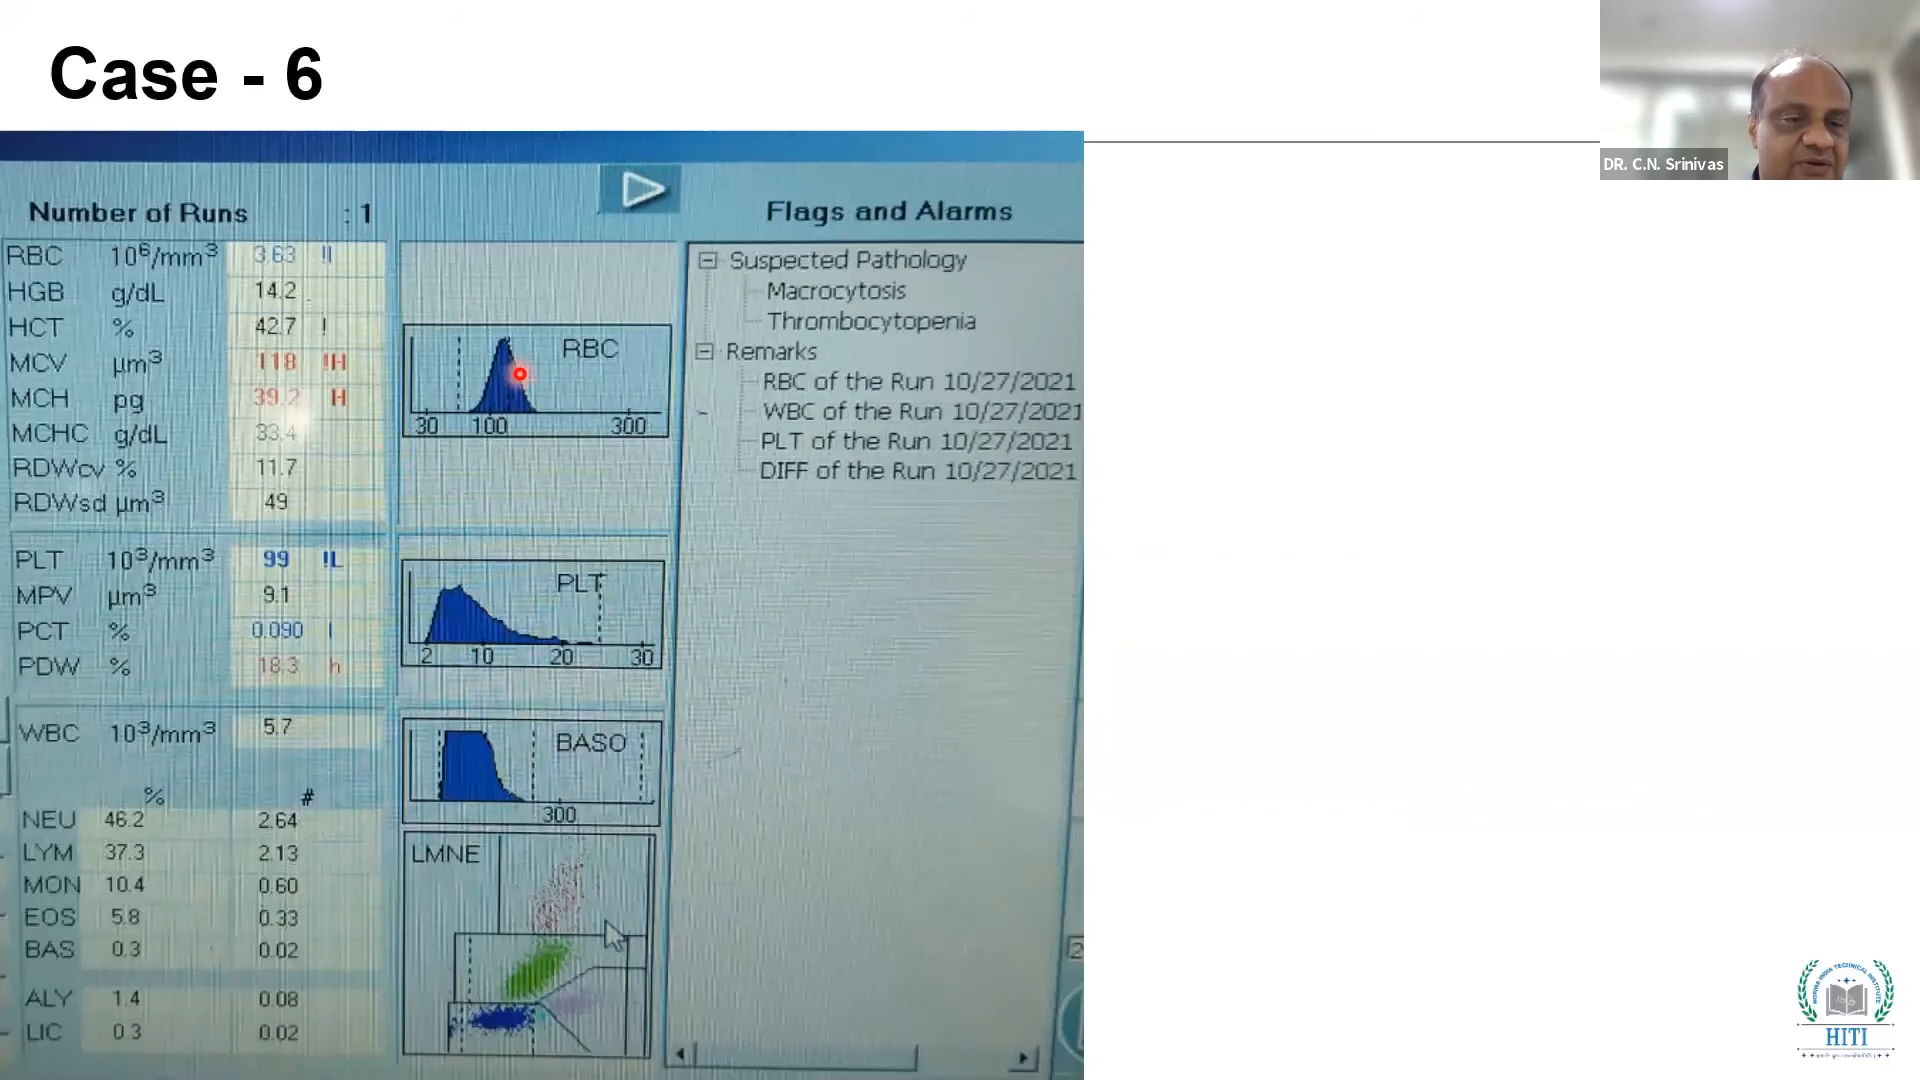 Case - 6
DR. C.N. Srinivas
Number of Runs : 1
Flags and Alarms
RBC 10⁶/mm³ 3.63 !l
HGB g/dL 14.2
HCT % 42.7 !
MCV µm³ 118 !H
MCH pg 39.2 H
MCHC g/dL 33.4
RDWcv % 11.7
RDWsd µm³ 49
PLT 10³/mm³ 99 !L
MPV µm³ 9.1
PCT % 0.090 l
PDW % 18.3 h
WBC 10³/mm³ 5.7
% #
NEU 46.2 2.64
LYM 37.3 2.13
MON 10.4 0.60
EOS 5.8 0.33
BAS 0.3 0.02
ALY 1.4 0.08
LIC 0.3 0.02
RBC
30 100 300
PLT
2 10 20 30
BASO
300
LMNE
Suspected Pathology
Macrocytosis
Thrombocytopenia
Remarks
RBC of the Run 10/27/2021
WBC of the Run 10/27/2021
PLT of the Run 10/27/2021
DIFF of the Run 10/27/2021
HORIBA INDIA TECHNICAL INSTITUTE
HITI